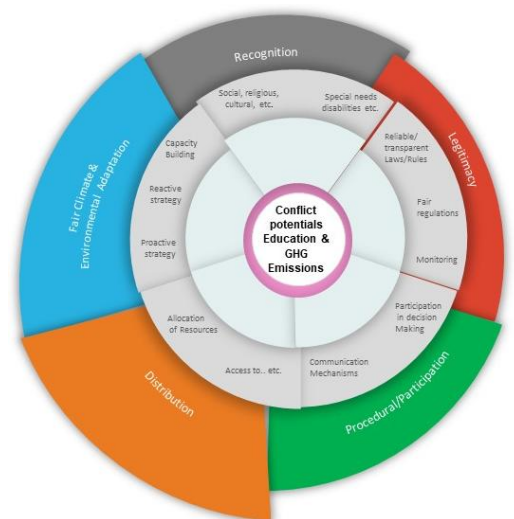 Recognition
Social, religious,
cultural, etc.
Special needs
disabilities etc.
Legitimacy
Reliable/
transparent
Laws/Rules
Fair
regulations
Monitoring
Procedural/Participation
Participation
in decision
Making
Communication
Mechanisms
Distribution
Access to.. etc.
Allocation
of Resources
Fair Climate &
Environmental Adaptation
Proactive
strategy
Reactive
strategy
Capacity
Building
Conflict
potentials
Education &
GHG
Emissions